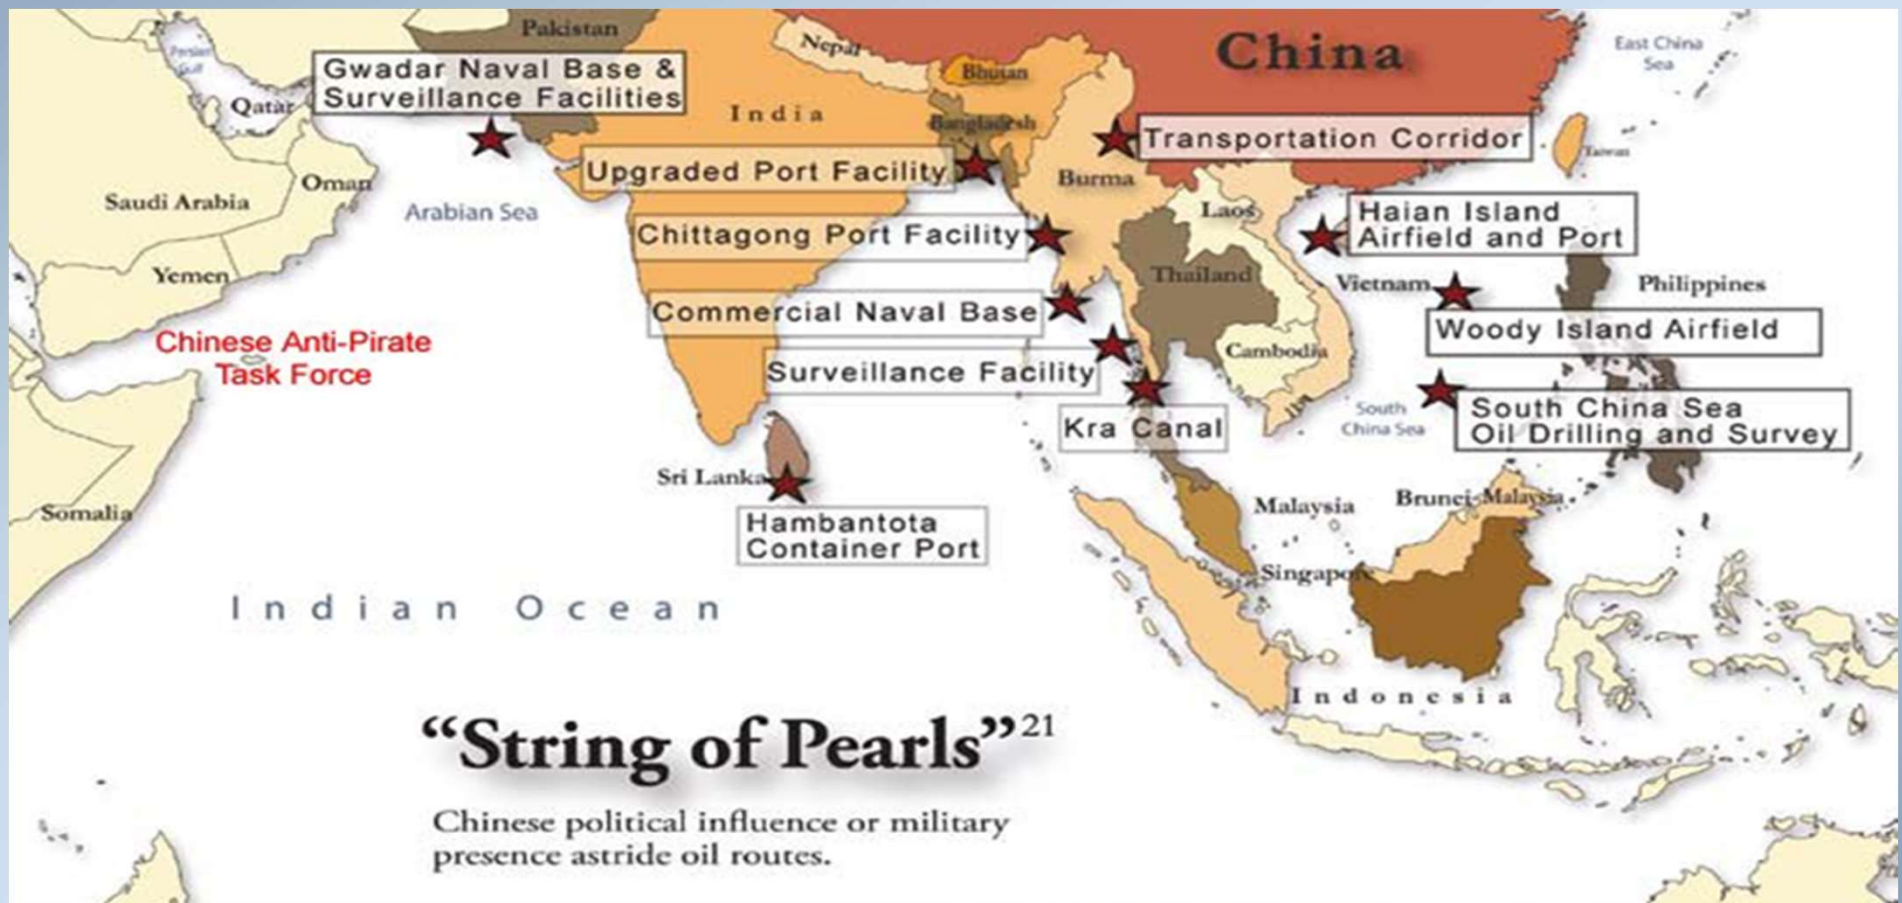 Pakistan
Nepal
China
East China
Sea
Persian
Gulf
Gwadar Naval Base &
Surveillance Facilities
Bhutan
Qatar
India
Bangladesh
Transportation Corridor
Taiwan
Upgraded Port Facility
Burma
Oman
Saudi Arabia
Arabian Sea
Laos
Haian Island
Airfield and Port
Chittagong Port Facility
Yemen
Thailand
Vietnam
Philippines
Commercial Naval Base
Woody Island Airfield
Chinese Anti-Pirate
Task Force
Cambodia
Surveillance Facility
South
China Sea
South China Sea
Oil Drilling and Survey
Kra Canal
Sri Lanka
Malaysia
Brunei
Malaysia
Somalia
Hambantota
Container Port
Singapore
Indian Ocean
Indonesia
“String of Pearls”21
Chinese political influence or military
presence astride oil routes.